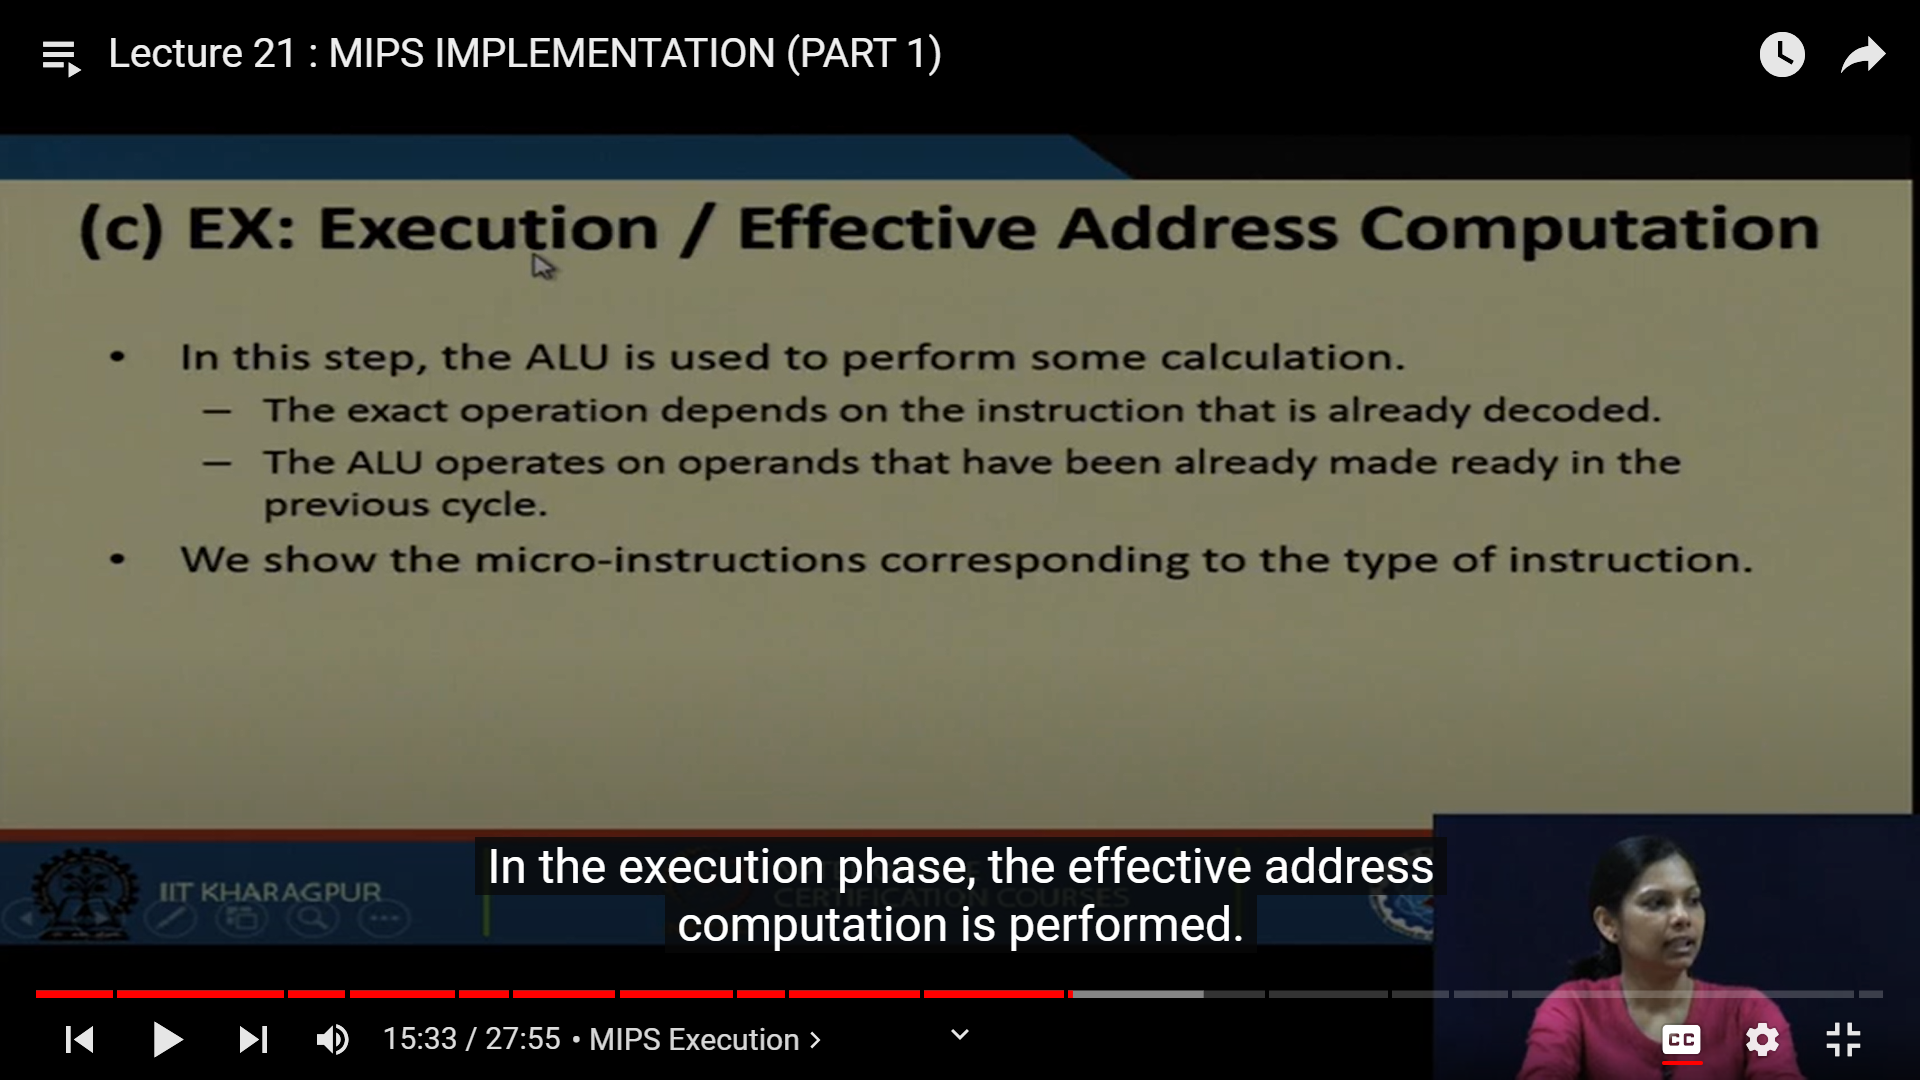 Lecture 21 : MIPS IMPLEMENTATION (PART 1)
(c) EX: Execution / Effective Address Computation
• In this step, the ALU is used to perform some calculation.
– The exact operation depends on the instruction that is already decoded.
– The ALU operates on operands that have been already made ready in the
previous cycle.
• We show the micro-instructions corresponding to the type of instruction.
In the execution phase, the effective address
computation is performed.
IIT KHARAGPUR
CERTIFICATION COURSES
15:33 / 27:55 • MIPS Execution >
CC